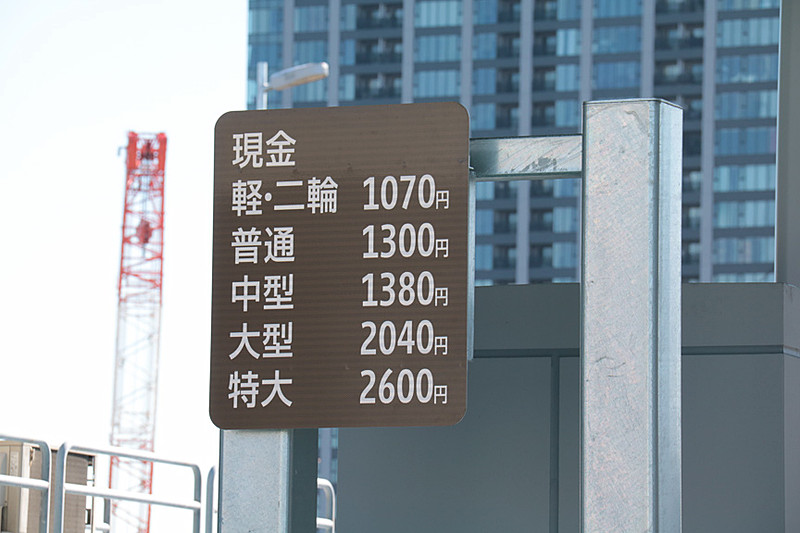 現金
軽・二輪 1070円
普通 1300円
中型 1380円
大型 2040円
特大 2600円